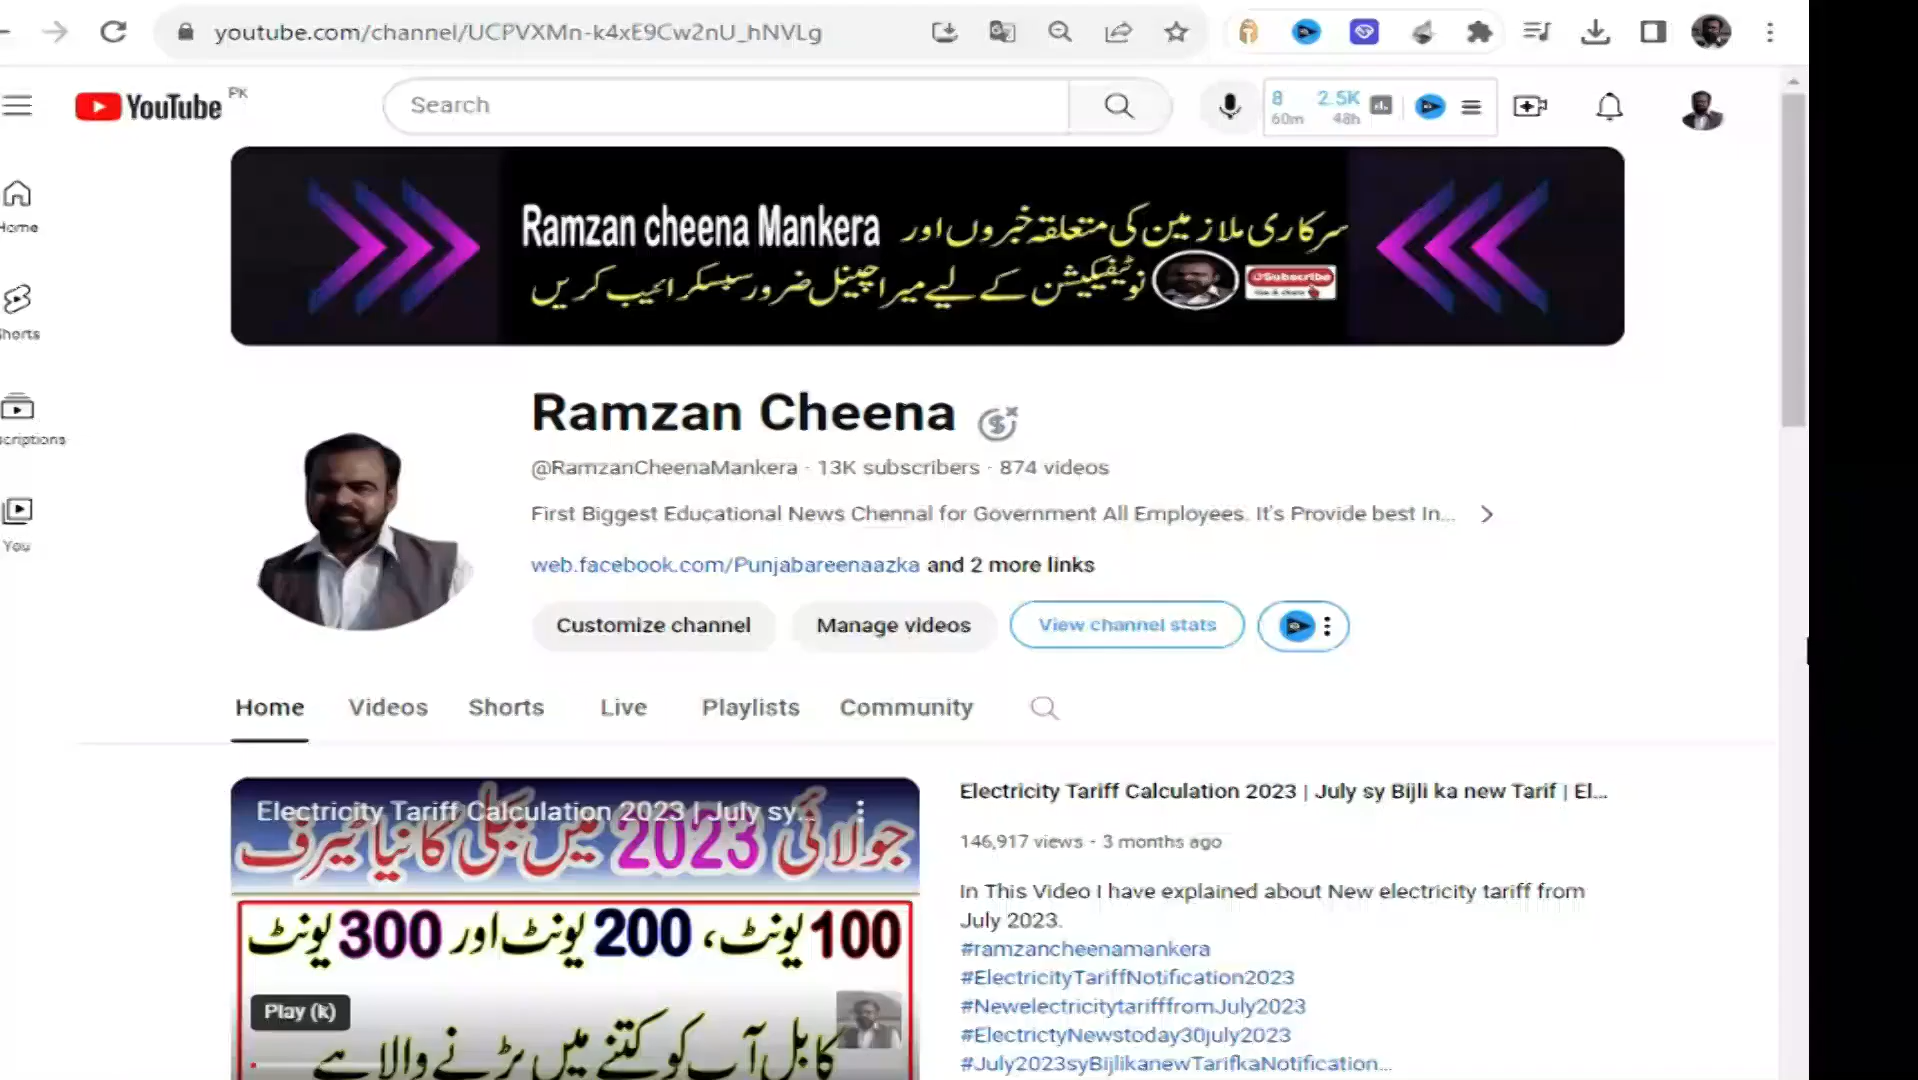 youtube.com/channel/UCPVXMn-k4xE9Cw2nU_hNVLg
YouTube PK
Search
8 2.5K
60m 48h
Home
Shorts
You
Ramzan cheena Mankera سرکاری ملازمین کی متعلقہ خبروں اور
نوٹیفیکیشن کے لیے میرا چینل ضرور سبسکرائیب کریں
Subscribe
Ramzan Cheena
@RamzanCheenaMankera · 13K subscribers · 874 videos
First Biggest Educational News Chennal for Government All Employees. It's Provide best In...
web.facebook.com/Punjabareenaazka and 2 more links
Customize channel
Manage videos
View channel stats
Home
Videos
Shorts
Live
Playlists
Community
Electricity Tariff Calculation 2023 | July sy...
جولائی 2023 میں بجلی کا نیا ٹیرف
100 یونٹ، 200 یونٹ اور 300 یونٹ
Play (k)
کا بل آپ کو کتنے میں پڑنے والا ہے
Electricity Tariff Calculation 2023 | July sy Bijli ka new Tarif | El...
146,917 views · 3 months ago
In This Video I have explained about New electricity tariff from
July 2023.
#ramzancheenamankera
#ElectricityTariffNotification2023
#NewelectricitytarifffromJuly2023
#ElectrictyNewstoday30july2023
#July2023syBijlikanewTarifkaNotification...